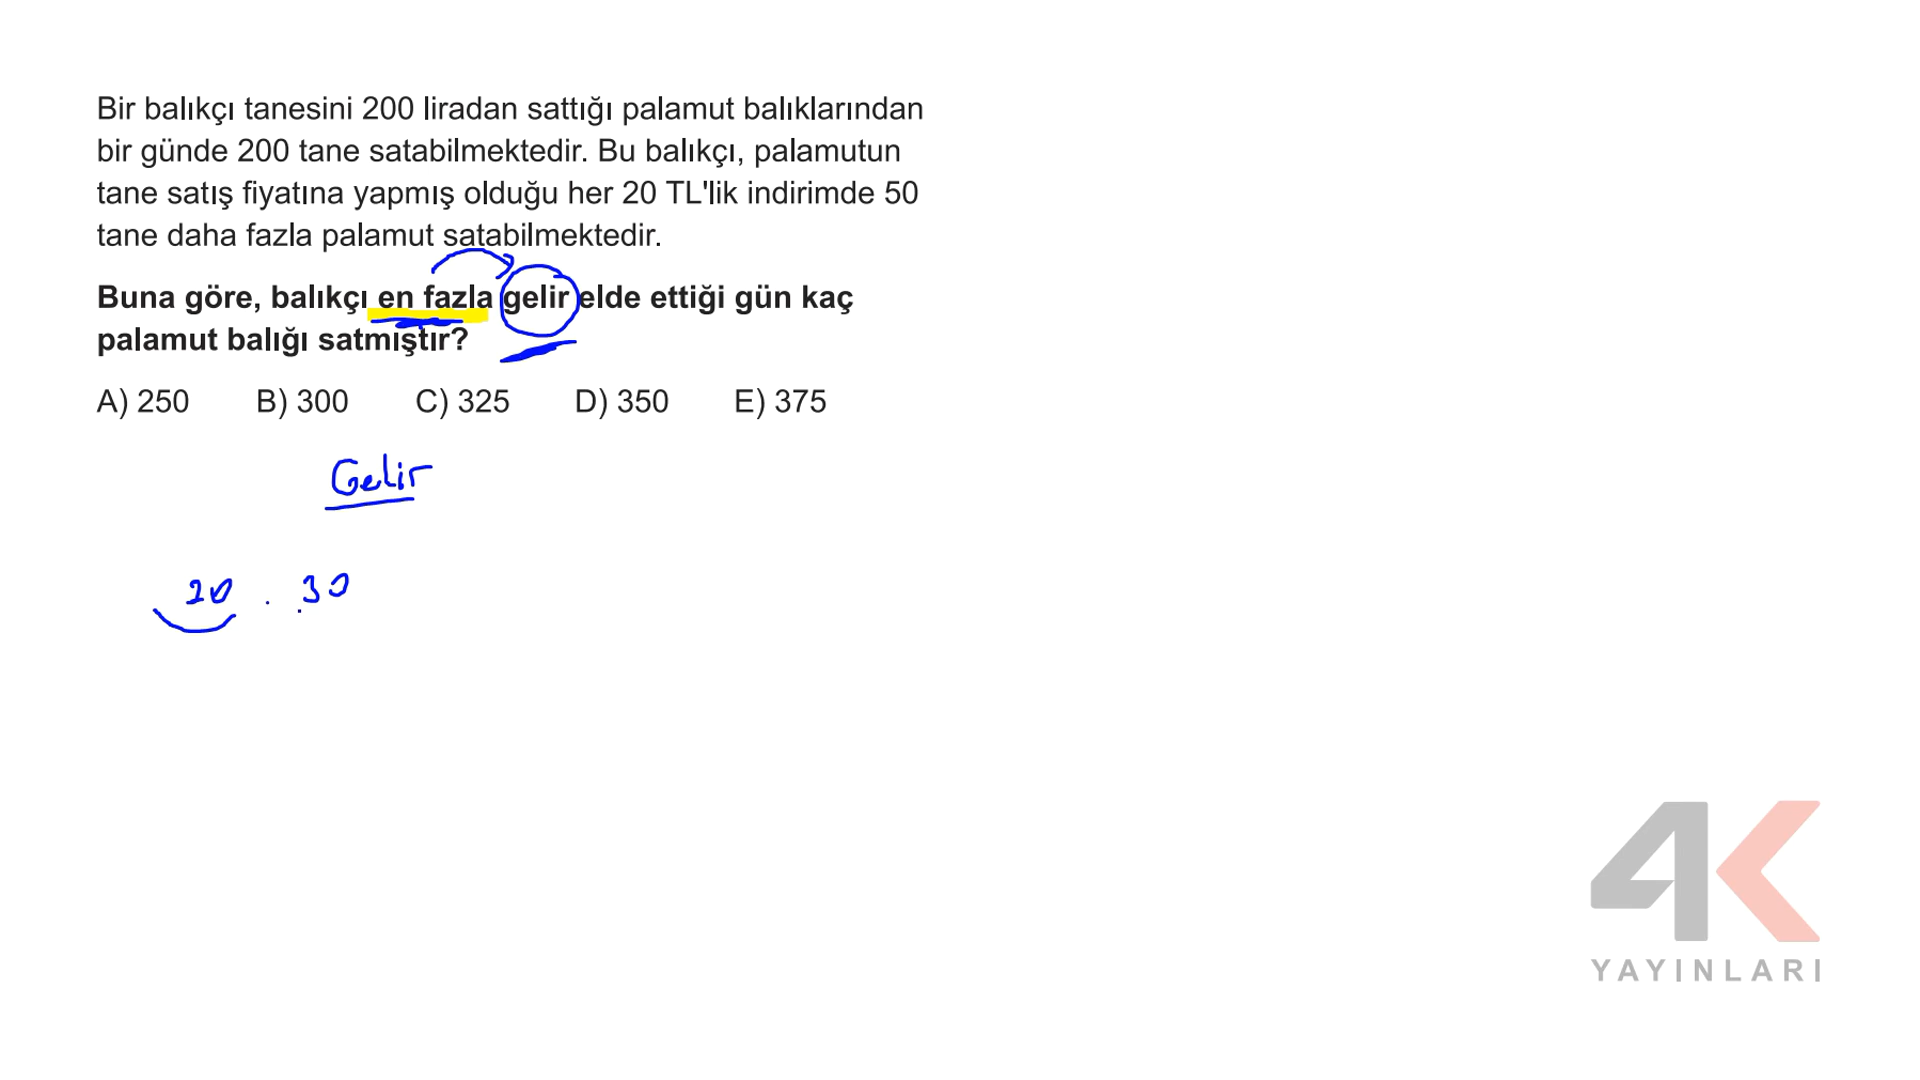 Bir balıkçı tanesini 200 liradan sattığı palamut balıklarından
bir günde 200 tane satabilmektedir. Bu balıkçı, palamutun
tane satış fiyatına yapmış olduğu her 20 TL'lik indirimde 50
tane daha fazla palamut satabilmektedir.
Buna göre, balıkçı en fazla gelir elde ettiği gün kaç
palamut balığı satmıştır?
A) 250 B) 300 C) 325 D) 350 E) 375
Gelir
20 . 30
4K
YAYINLARI